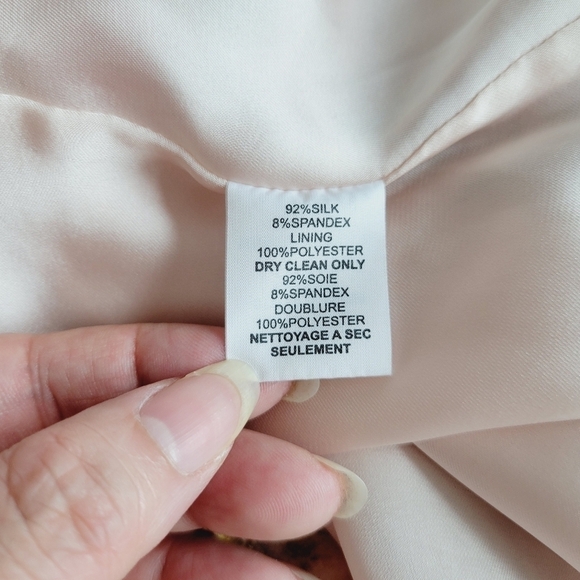 92%SILK
8%SPANDEX
LINING
100%POLYESTER
DRY CLEAN ONLY
92%SOIE
8%SPANDEX
DOUBLURE
100%POLYESTER
NETTOYAGE A SEC
SEULEMENT